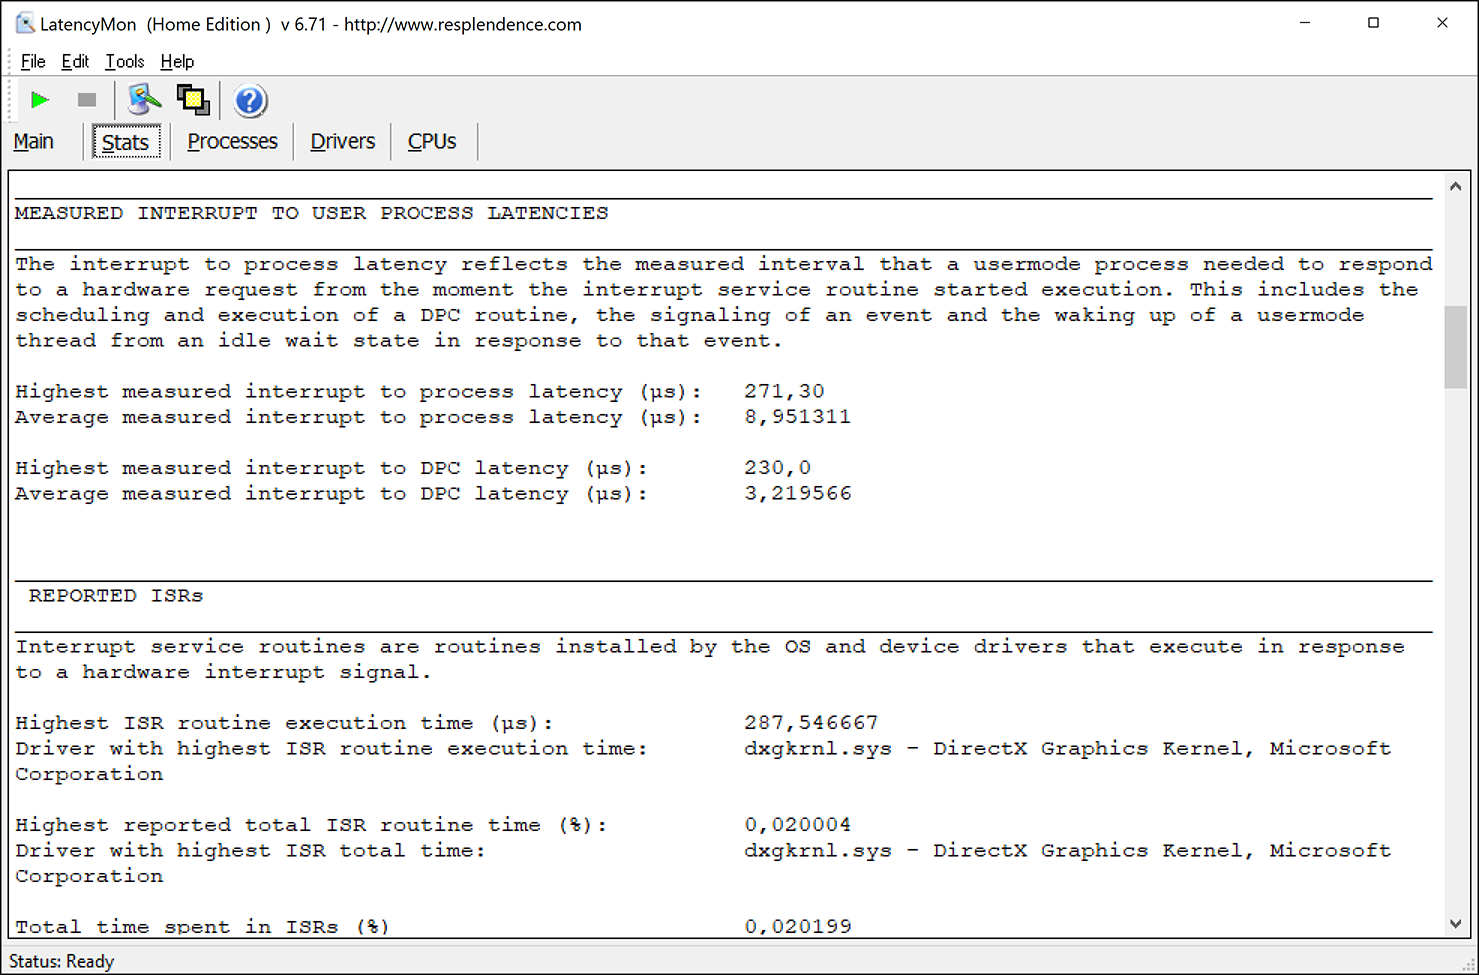 LatencyMon  (Home Edition )  v 6.71 - http://www.resplendence.com
File Edit Tools Help
Main Stats Processes Drivers CPUs
MEASURED INTERRUPT TO USER PROCESS LATENCIES
The interrupt to process latency reflects the measured interval that a usermode process needed to respond
to a hardware request from the moment the interrupt service routine started execution. This includes the
scheduling and execution of a DPC routine, the signaling of an event and the waking up of a usermode
thread from an idle wait state in response to that event.
Highest measured interrupt to process latency (µs): 271,30
Average measured interrupt to process latency (µs): 8,951311
Highest measured interrupt to DPC latency (µs): 230,0
Average measured interrupt to DPC latency (µs): 3,219566
REPORTED ISRs
Interrupt service routines are routines installed by the OS and device drivers that execute in response
to a hardware interrupt signal.
Highest ISR routine execution time (µs): 287,546667
Driver with highest ISR routine execution time: dxgkrnl.sys - DirectX Graphics Kernel, Microsoft
Corporation
Highest reported total ISR routine time (%): 0,020004
Driver with highest ISR total time: dxgkrnl.sys - DirectX Graphics Kernel, Microsoft
Corporation
Total time spent in ISRs (%) 0,020199
Status: Ready